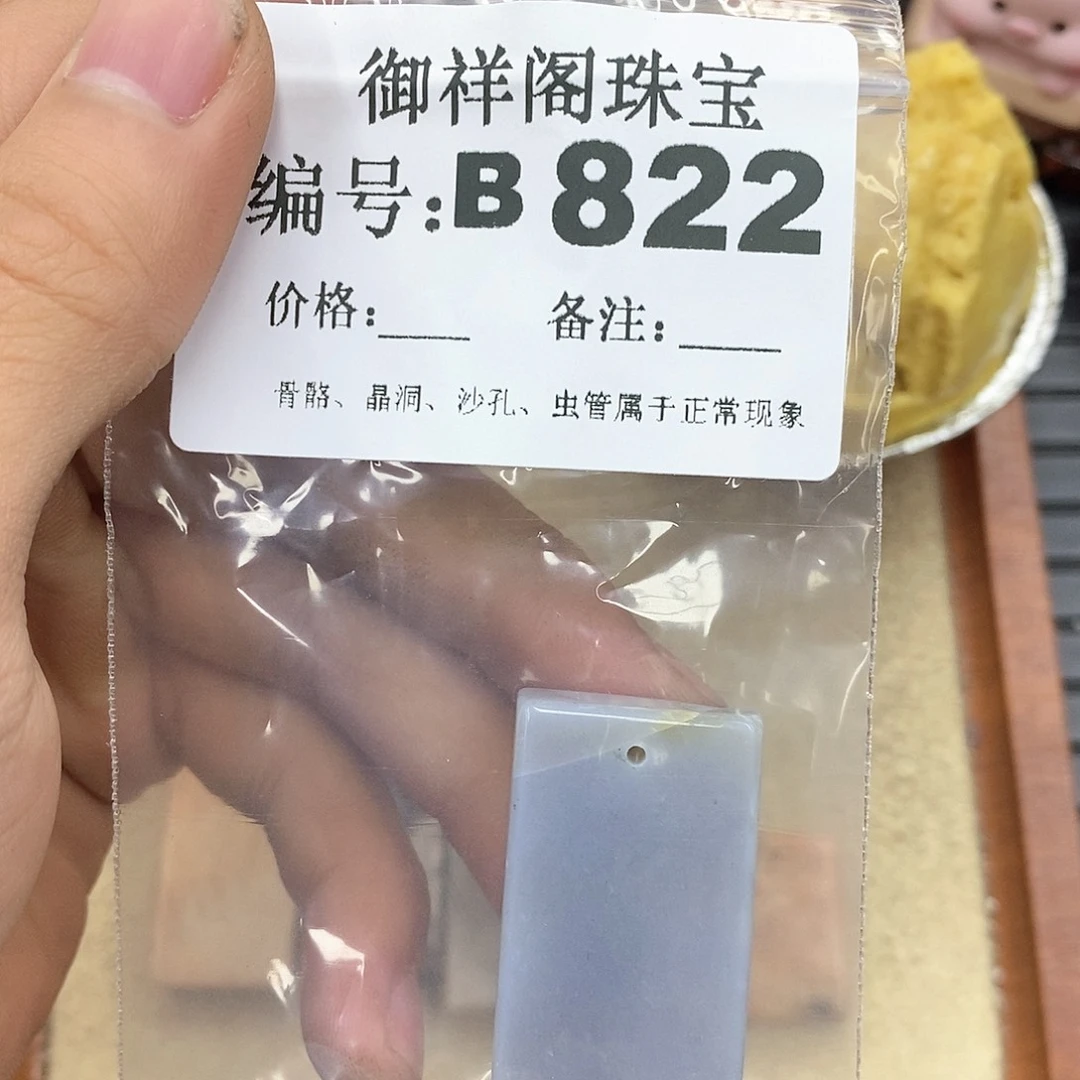 御祥阁珠宝
编号:B 822
价格:____ 备注:____
骨骼、晶洞、沙孔、虫管属于正常现象